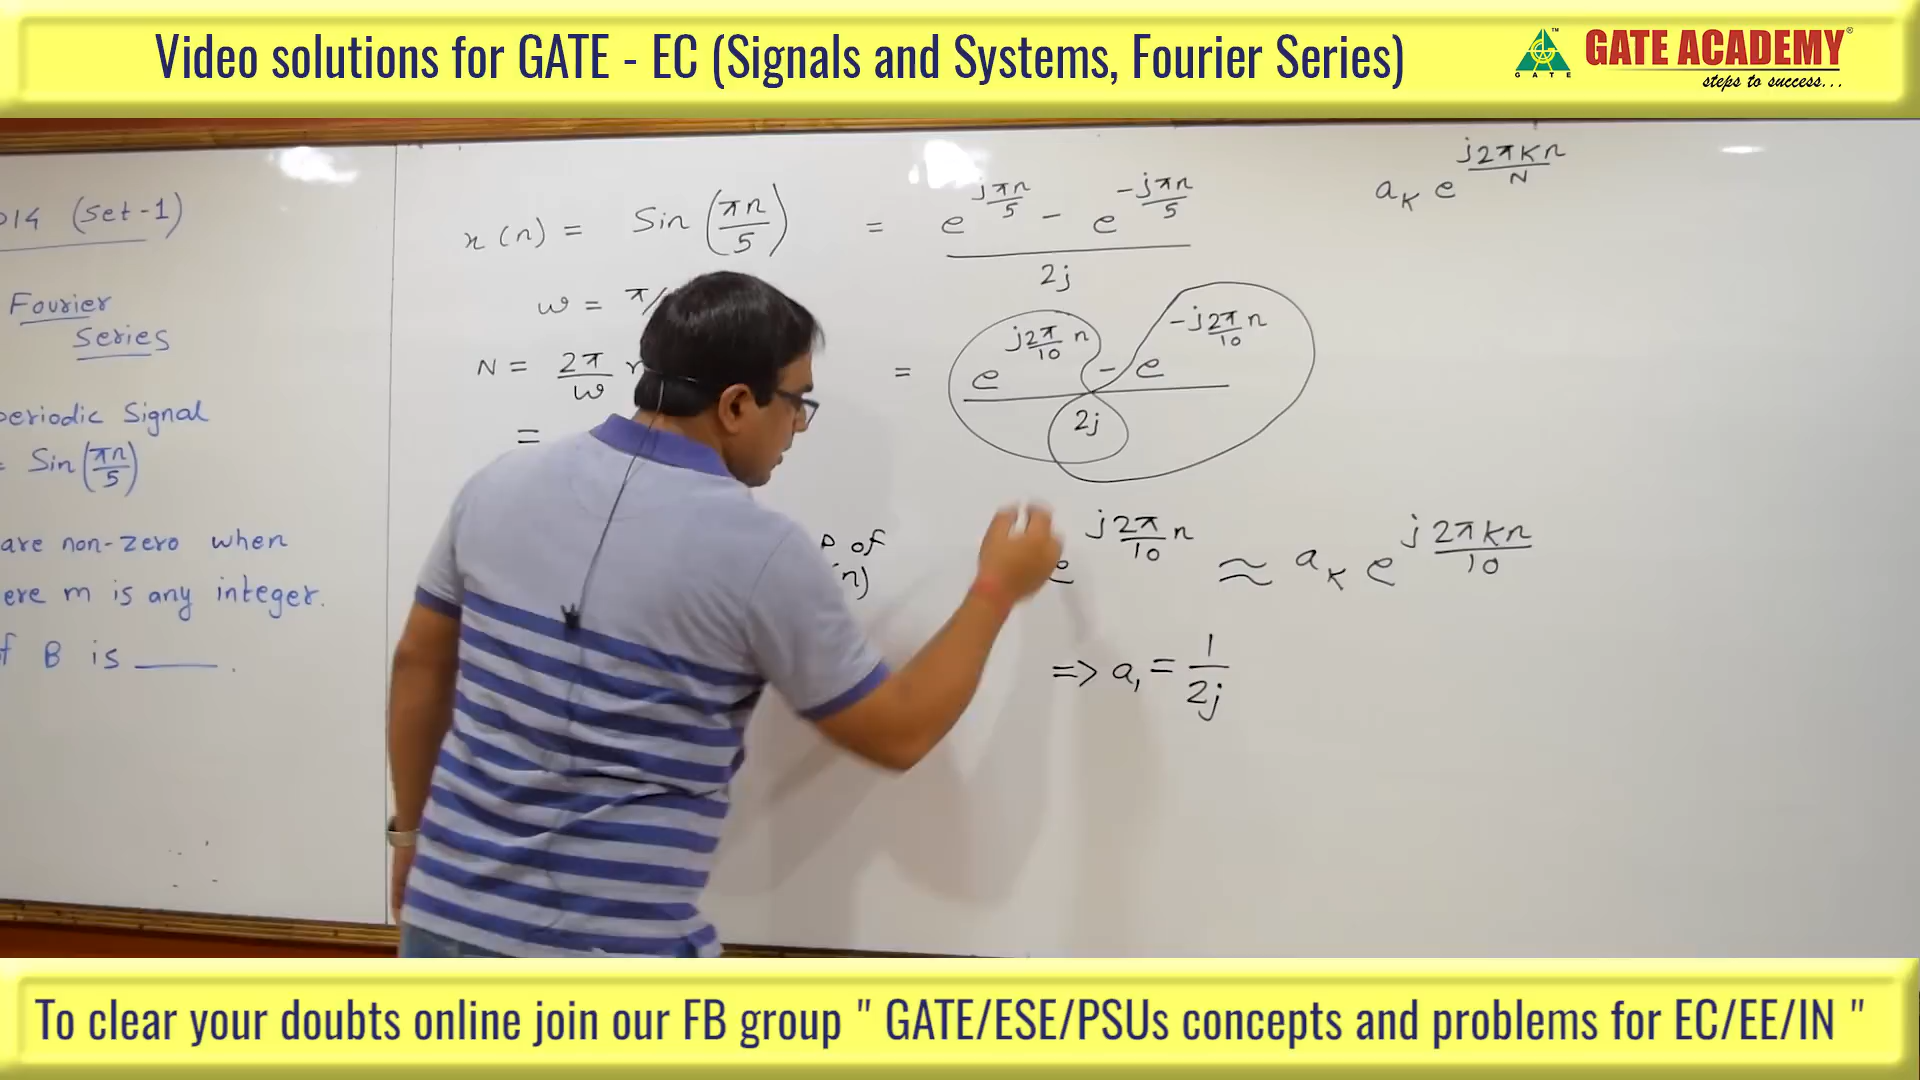 Video solutions for GATE - EC (Signals and Systems, Fourier Series)
GATE
GATE ACADEMY
steps to success...
014 (Set-1)
Fourier
Series
periodic Signal
= Sin(πn/5)
are non-zero when
ere m is any integer.
f B is ____.
x(n) = Sin(πn/5) = (e^(jπn/5) - e^(-jπn/5))/2j
a_K e^(j2πKn/N)
ω = π/
N = 2π/ω
= (e^(j2π/10 n) - e^(-j2π/10 n))/2j
=
of
(n)
e^(j2π/10 n) ≈ a_K e^(j2πKn/10)
=> a_1 = 1/2j
To clear your doubts online join our FB group " GATE/ESE/PSUs concepts and problems for EC/EE/IN "